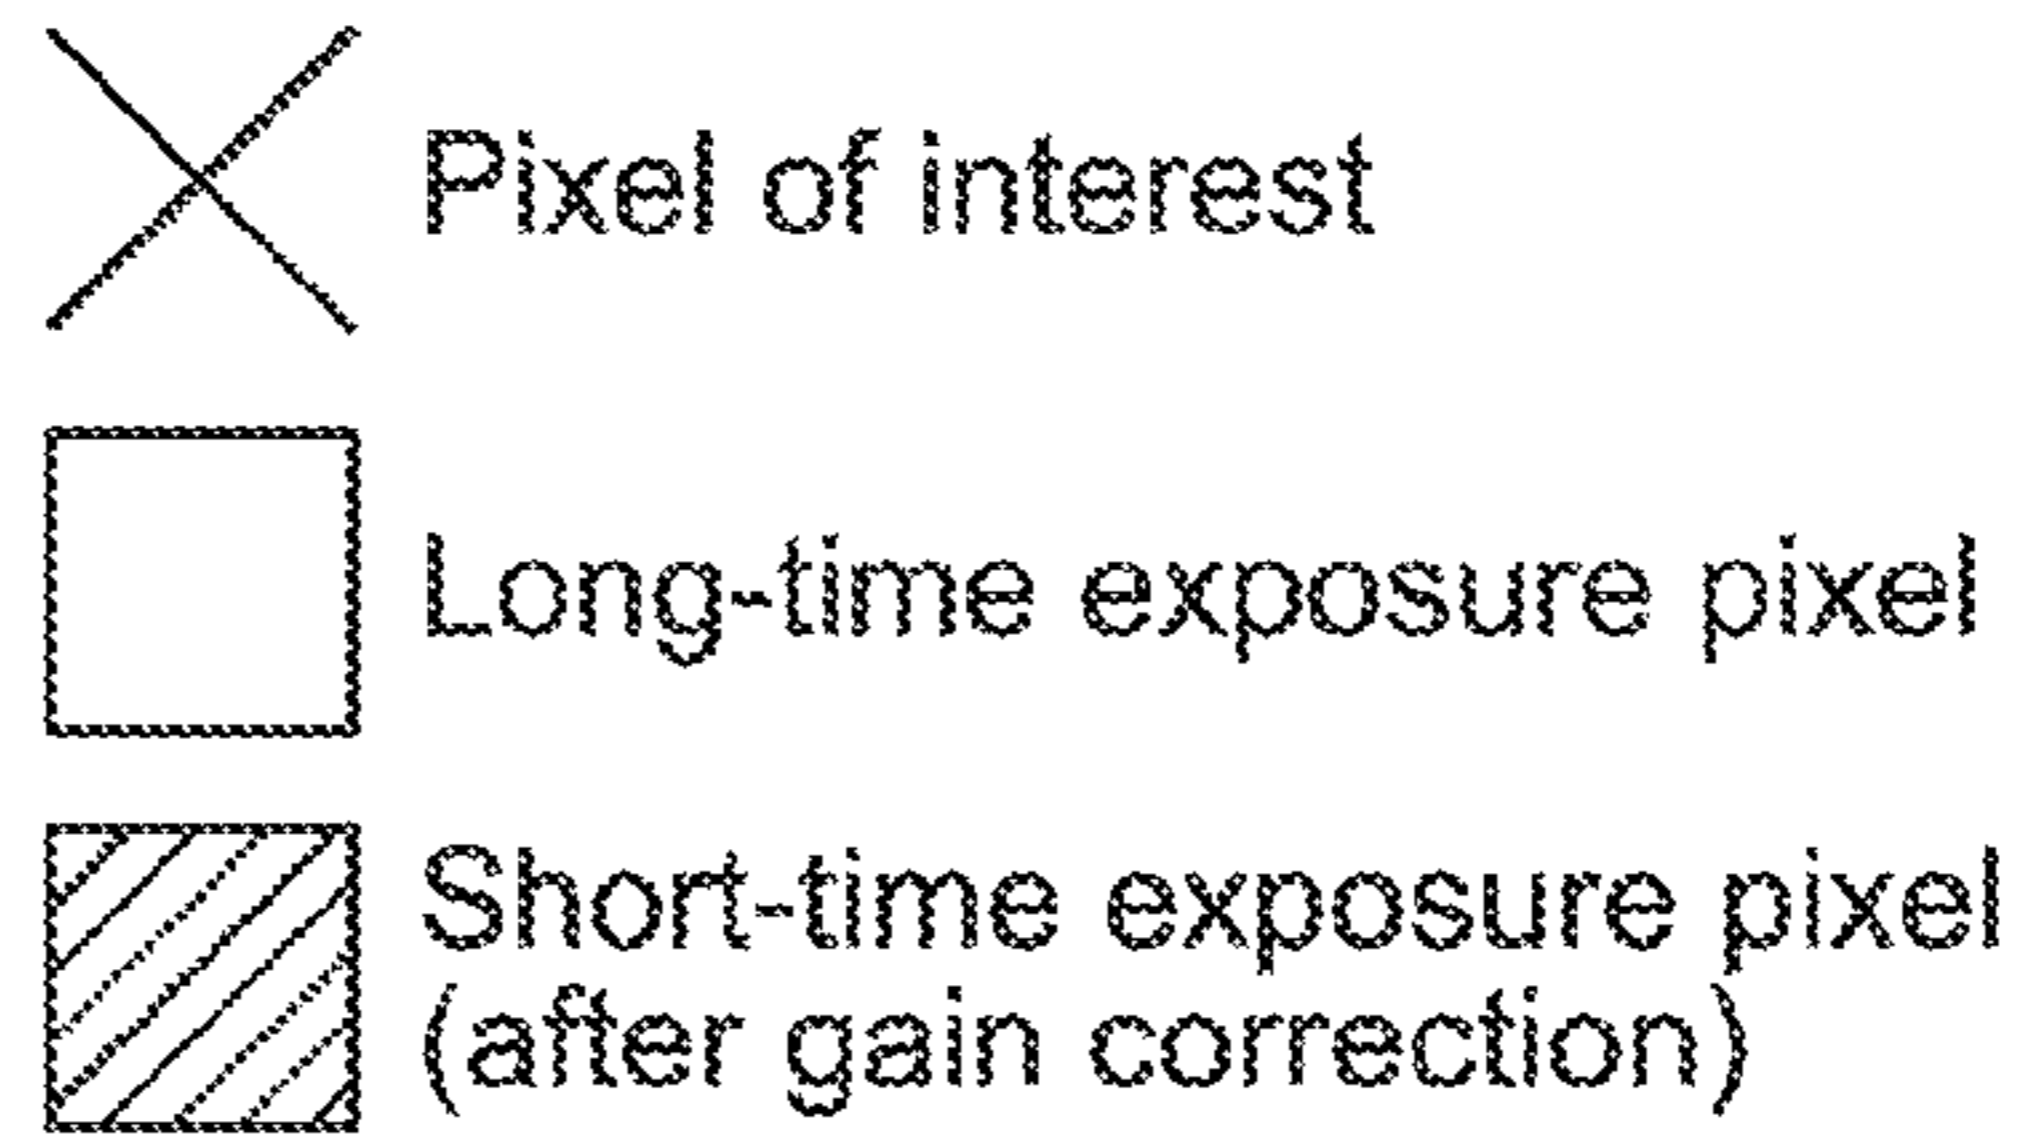 Pixel of interest
Long-time exposure pixel
Short-time exposure pixel
(after gain correction)